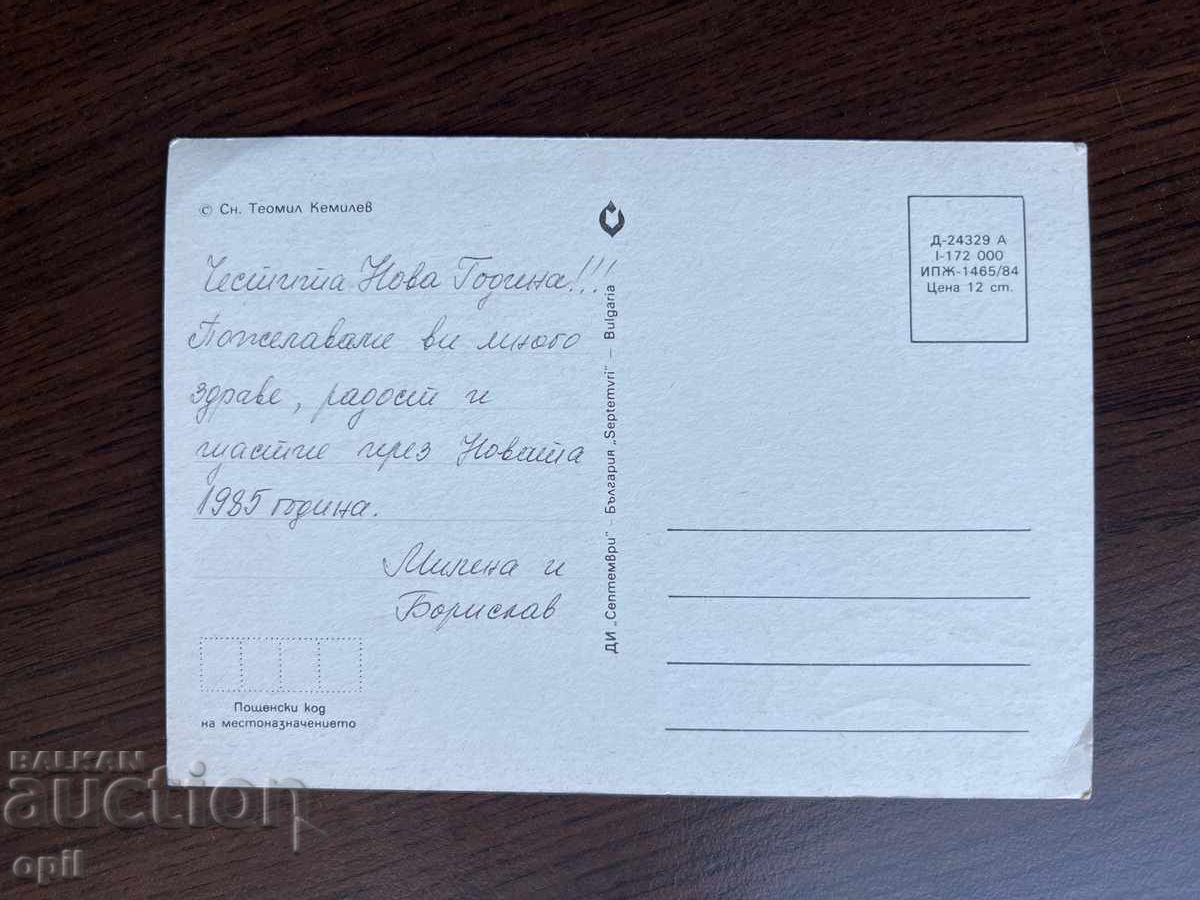 © Сн. Теомил Кемилев
Честита Нова Година!!!
Пожелаваме ви много
здраве, радост и
щастие през Новата
1985 година.
Милена и
Борислав
Пощенски код
на местоназначението
ДИ „Септември" – България „Septemvri" – Bulgaria
Д-24329 А
I-172 000
ИПЖ-1465/84
Цена 12 ст.
BALKAN
auction
opil